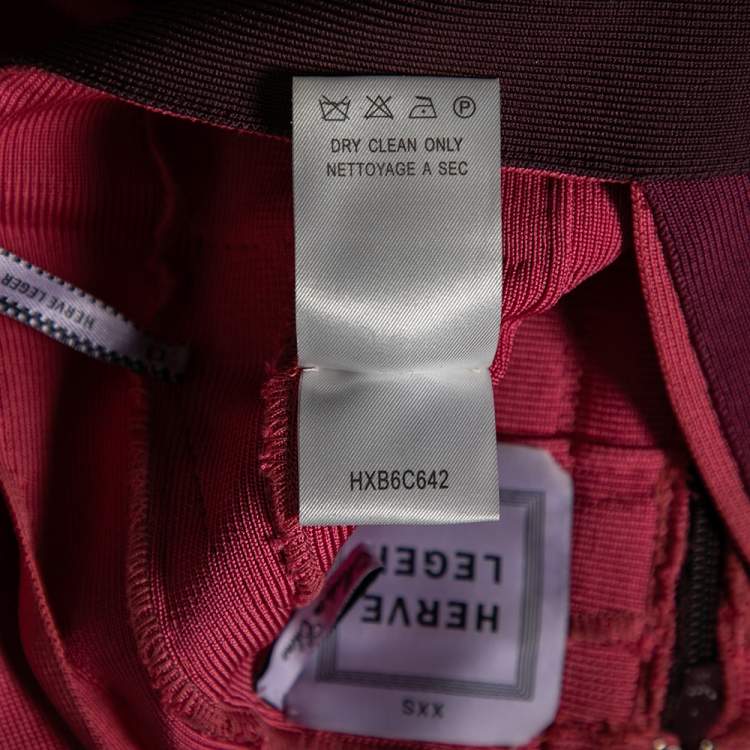 P
DRY CLEAN ONLY
NETTOYAGE A SEC
HXB6C642
HERVE LEGER
HERVE
LEGER
XXS